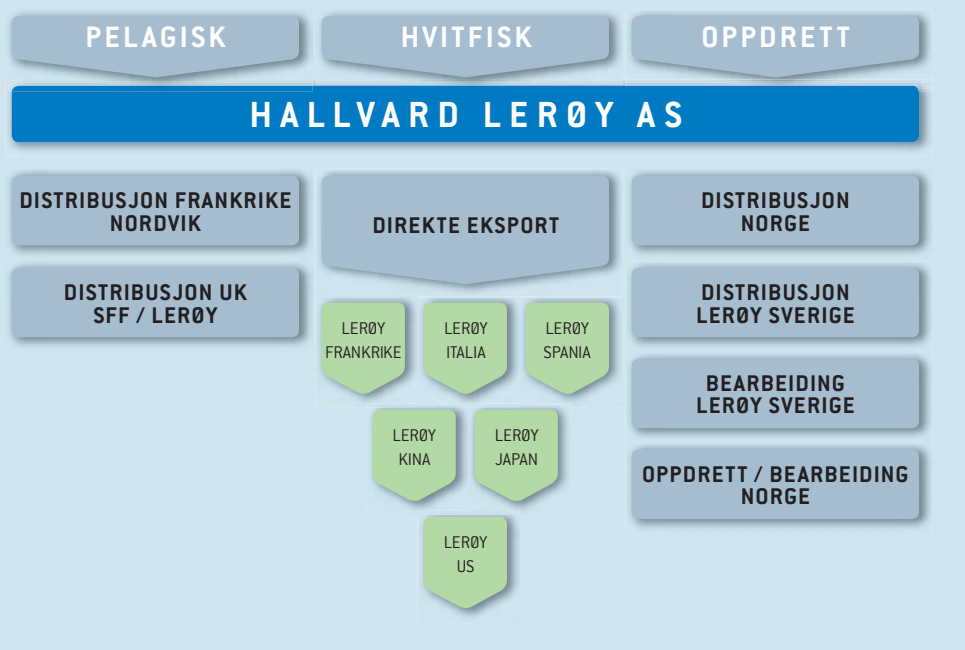 PELAGISK
HVITFISK
OPPDRETT
HALLVARD LERØY AS
DISTRIBUSJON FRANKRIKE
NORDVIK
DISTRIBUSJON UK
SFF / LERØY
DIREKTE EKSPORT
LERØY
FRANKRIKE
LERØY
ITALIA
LERØY
SPANIA
LERØY
KINA
LERØY
JAPAN
LERØY
US
DISTRIBUSJON
NORGE
DISTRIBUSJON
LERØY SVERIGE
BEARBEIDING
LERØY SVERIGE
OPPDRETT / BEARBEIDING
NORGE